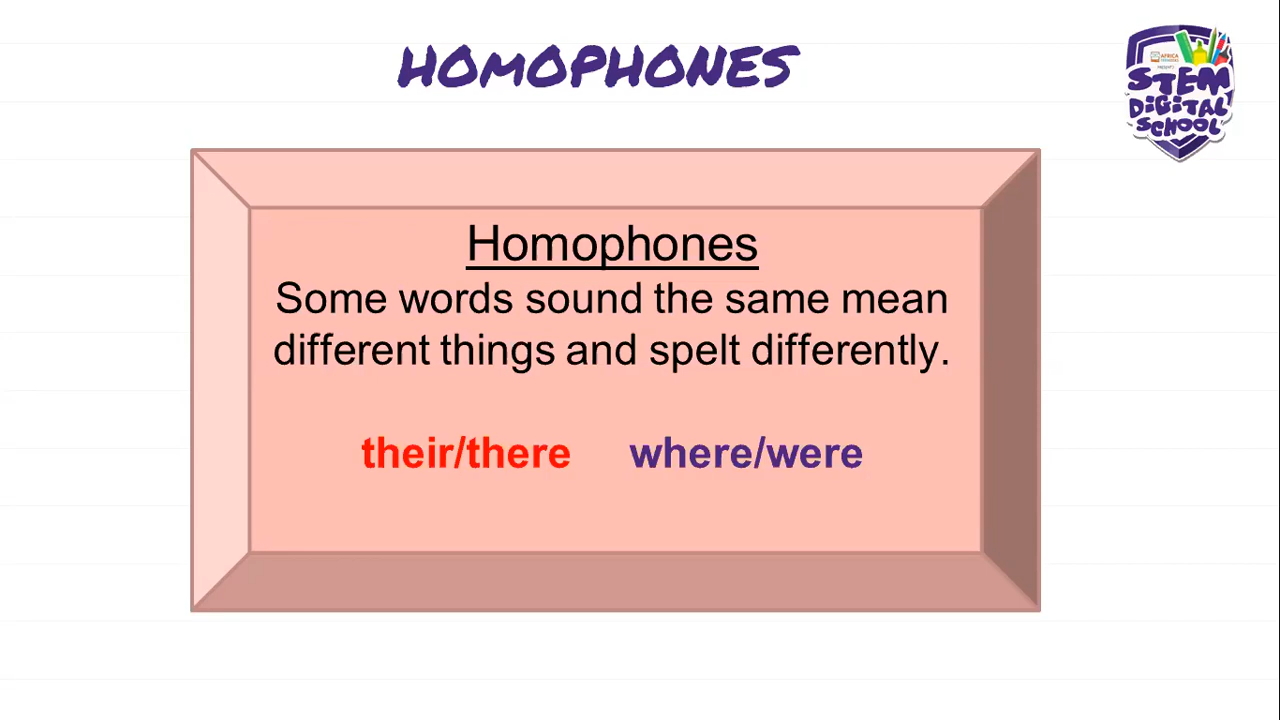 HOMOPHONES
AFRICA
STEM
DIGITAL
SCHOOL
Homophones
Some words sound the same mean
different things and spelt differently.
their/there where/were